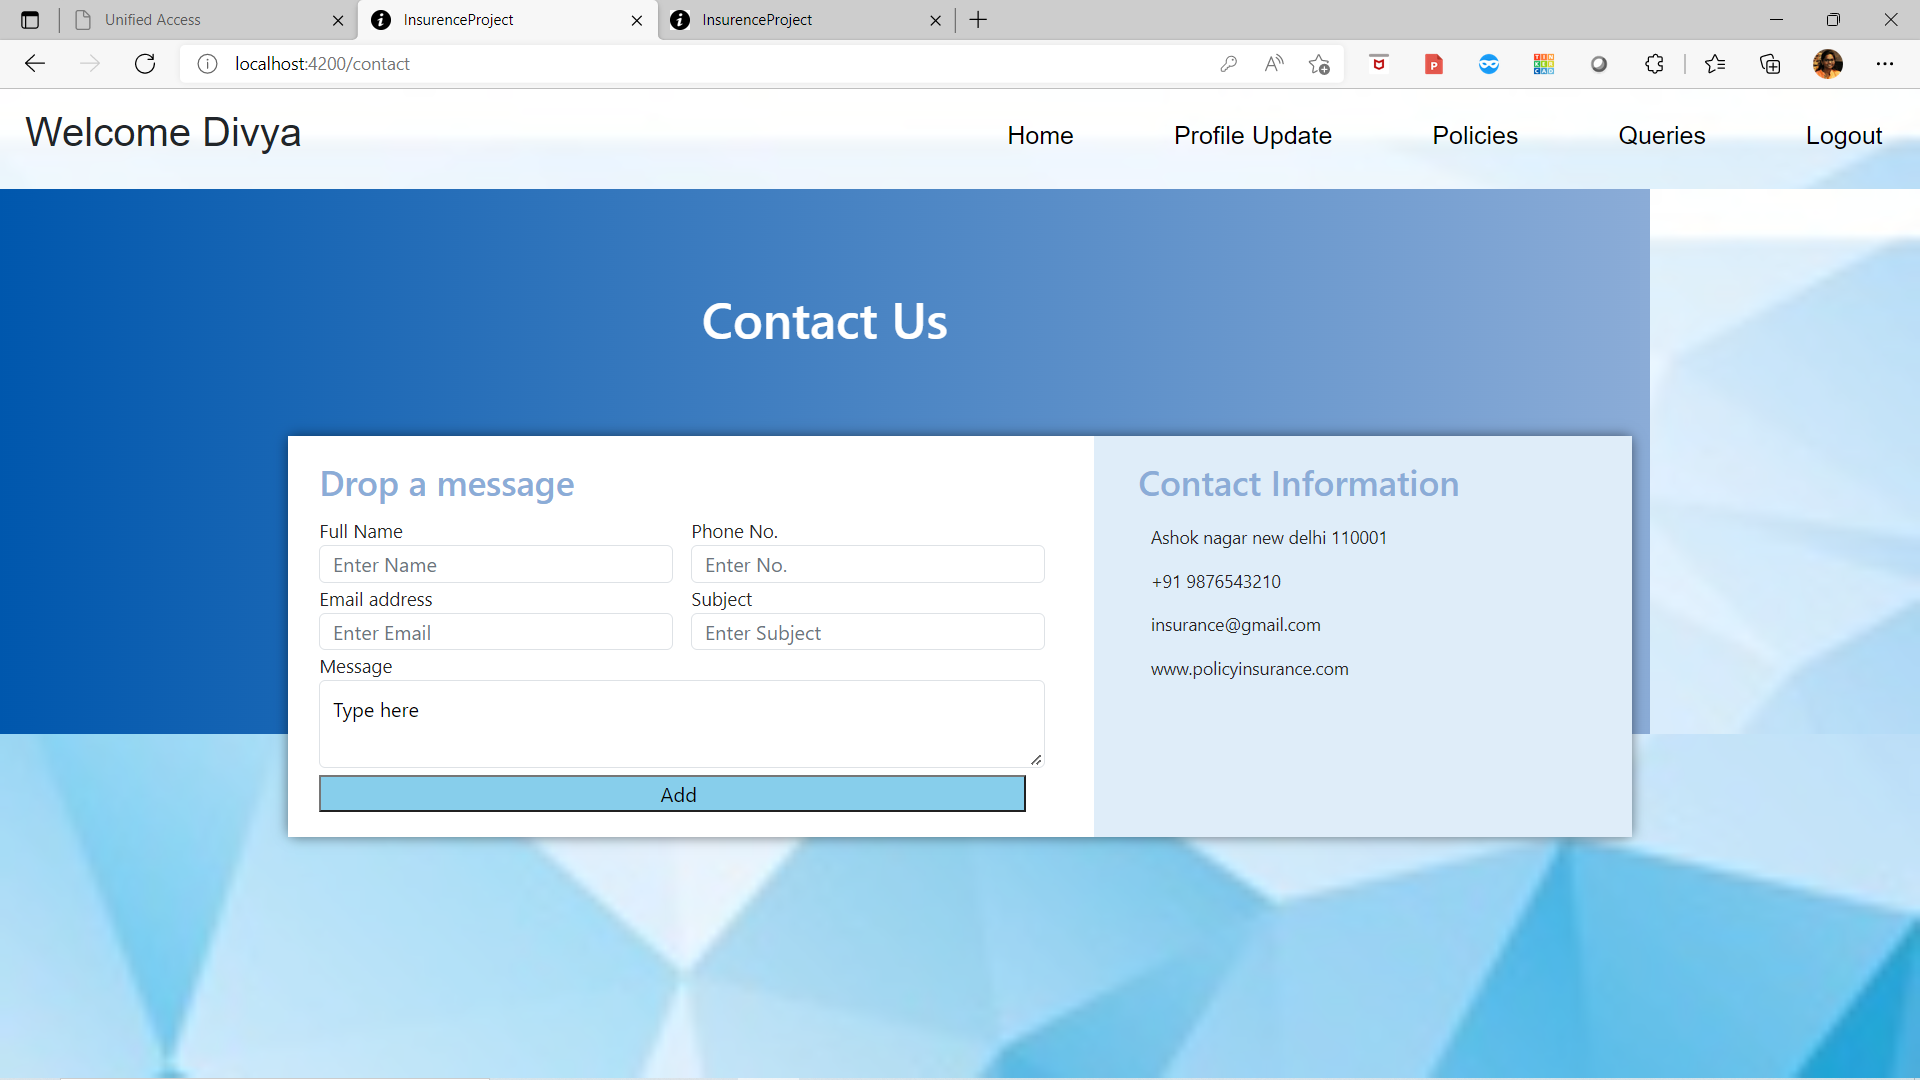 Unified Access
InsurenceProject
InsurenceProject
localhost:4200/contact
Welcome Divya
Home
Profile Update
Policies
Queries
Logout
Contact Us
Drop a message
Full Name
Phone No.
Enter Name
Enter No.
Email address
Subject
Enter Email
Enter Subject
Message
Type here
Add
Contact Information
Ashok nagar new delhi 110001
+91 9876543210
insurance@gmail.com
www.policyinsurance.com